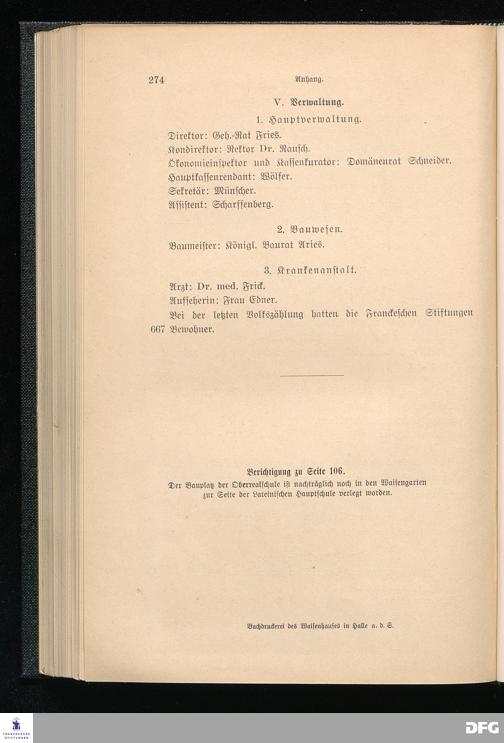 274
Anhang.
V. Verwaltung.
1. Hauptverwaltung.
Direktor: Geh.-Rat Fries.
Kondirektor: Rektor Dr. Rausch.
Ökonomieinspektor und Kassenkurator: Domänenrat Schneider.
Hauptkassenrendant: Wölfer.
Sekretär: Münscher.
Assistent: Scharffenberg.
2. Bauwesen.
Baumeister: Königl. Baurat Aries.
3. Krankenanstalt.
Arzt: Dr. med. Frick.
Aufseherin: Frau Edner.
Bei der letzten Volkszählung hatten die Franckeschen Stiftungen
667 Bewohner.
Berichtigung zu Seite 106.
Der Bauplatz der Oberrealschule ist nachträglich noch in den Waisengarten
zur Seite der Lateinischen Hauptschule verlegt worden.
Buchdruckerei des Waisenhauses in Halle a. d. S.
FRANCKESCHE
STIFTUNGEN
DFG